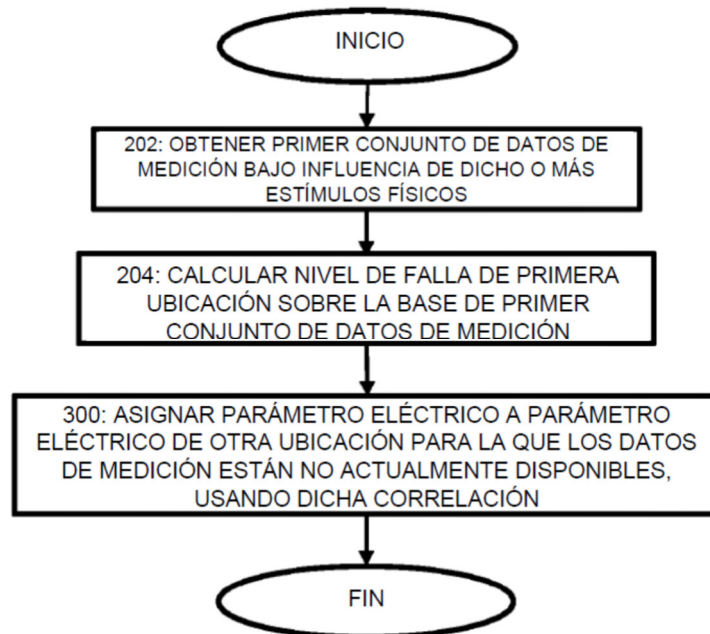 INICIO
202: OBTENER PRIMER CONJUNTO DE DATOS DE
MEDICIÓN BAJO INFLUENCIA DE DICHO O MÁS
ESTÍMULOS FÍSICOS
204: CALCULAR NIVEL DE FALLA DE PRIMERA
UBICACIÓN SOBRE LA BASE DE PRIMER
CONJUNTO DE DATOS DE MEDICIÓN
300: ASIGNAR PARÁMETRO ELÉCTRICO A PARÁMETRO
ELÉCTRICO DE OTRA UBICACIÓN PARA LA QUE LOS DATOS
DE MEDICIÓN ESTÁN NO ACTUALMENTE DISPONIBLES,
USANDO DICHA CORRELACIÓN
FIN